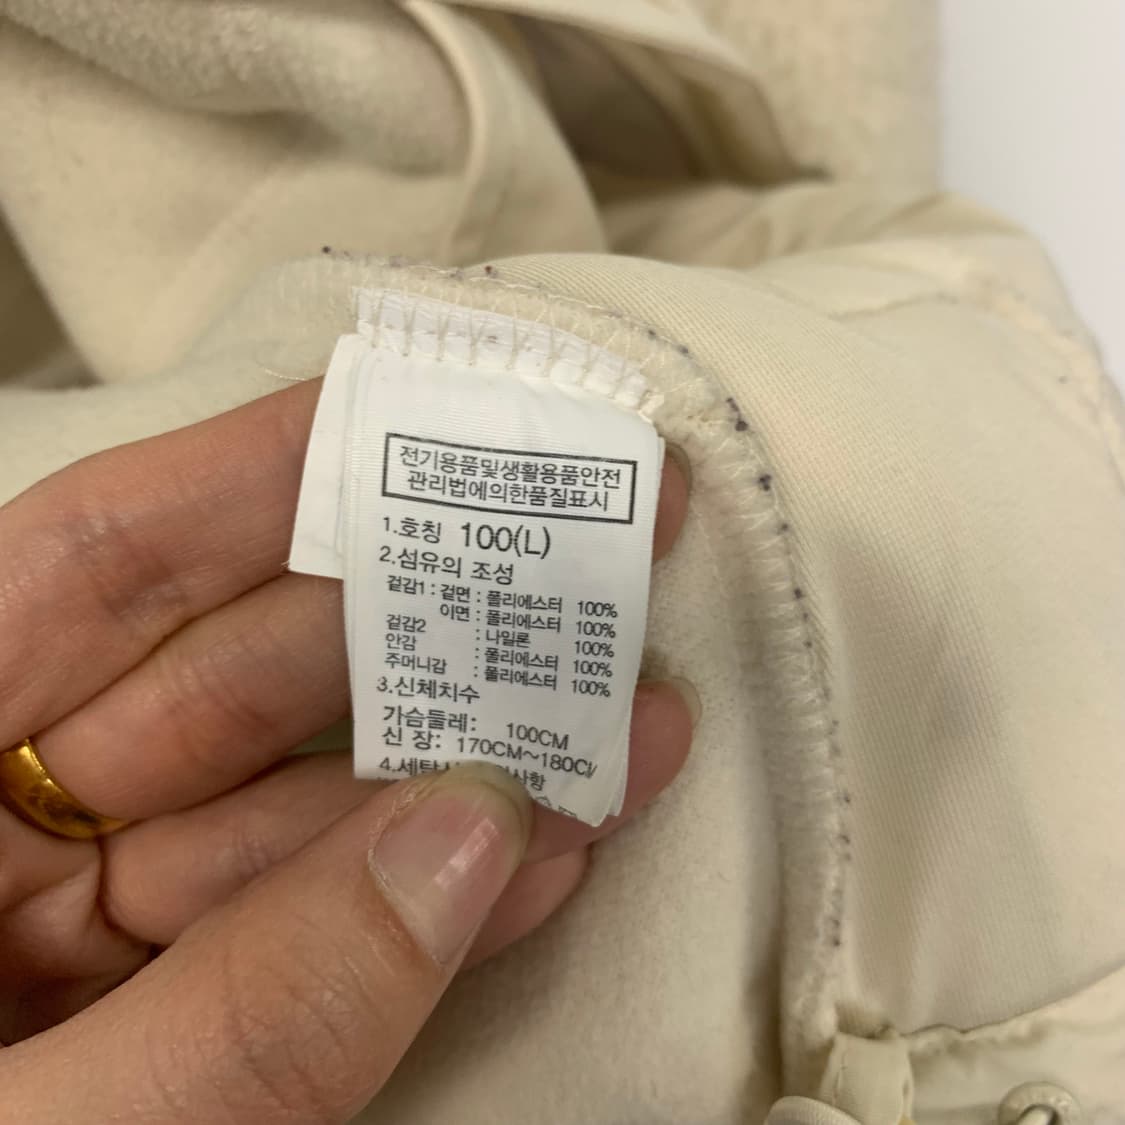 전기용품및생활용품안전
관리법에의한품질표시
1.호칭 100(L)
2.섬유의 조성
겉감1 : 겉면 : 폴리에스터 100%
이면 : 폴리에스터 100%
겉감2 : 나일론 100%
안감 : 폴리에스터 100%
주머니감 : 폴리에스터 100%
3.신체치수
가슴둘레: 100CM
신 장: 170CM~180CM